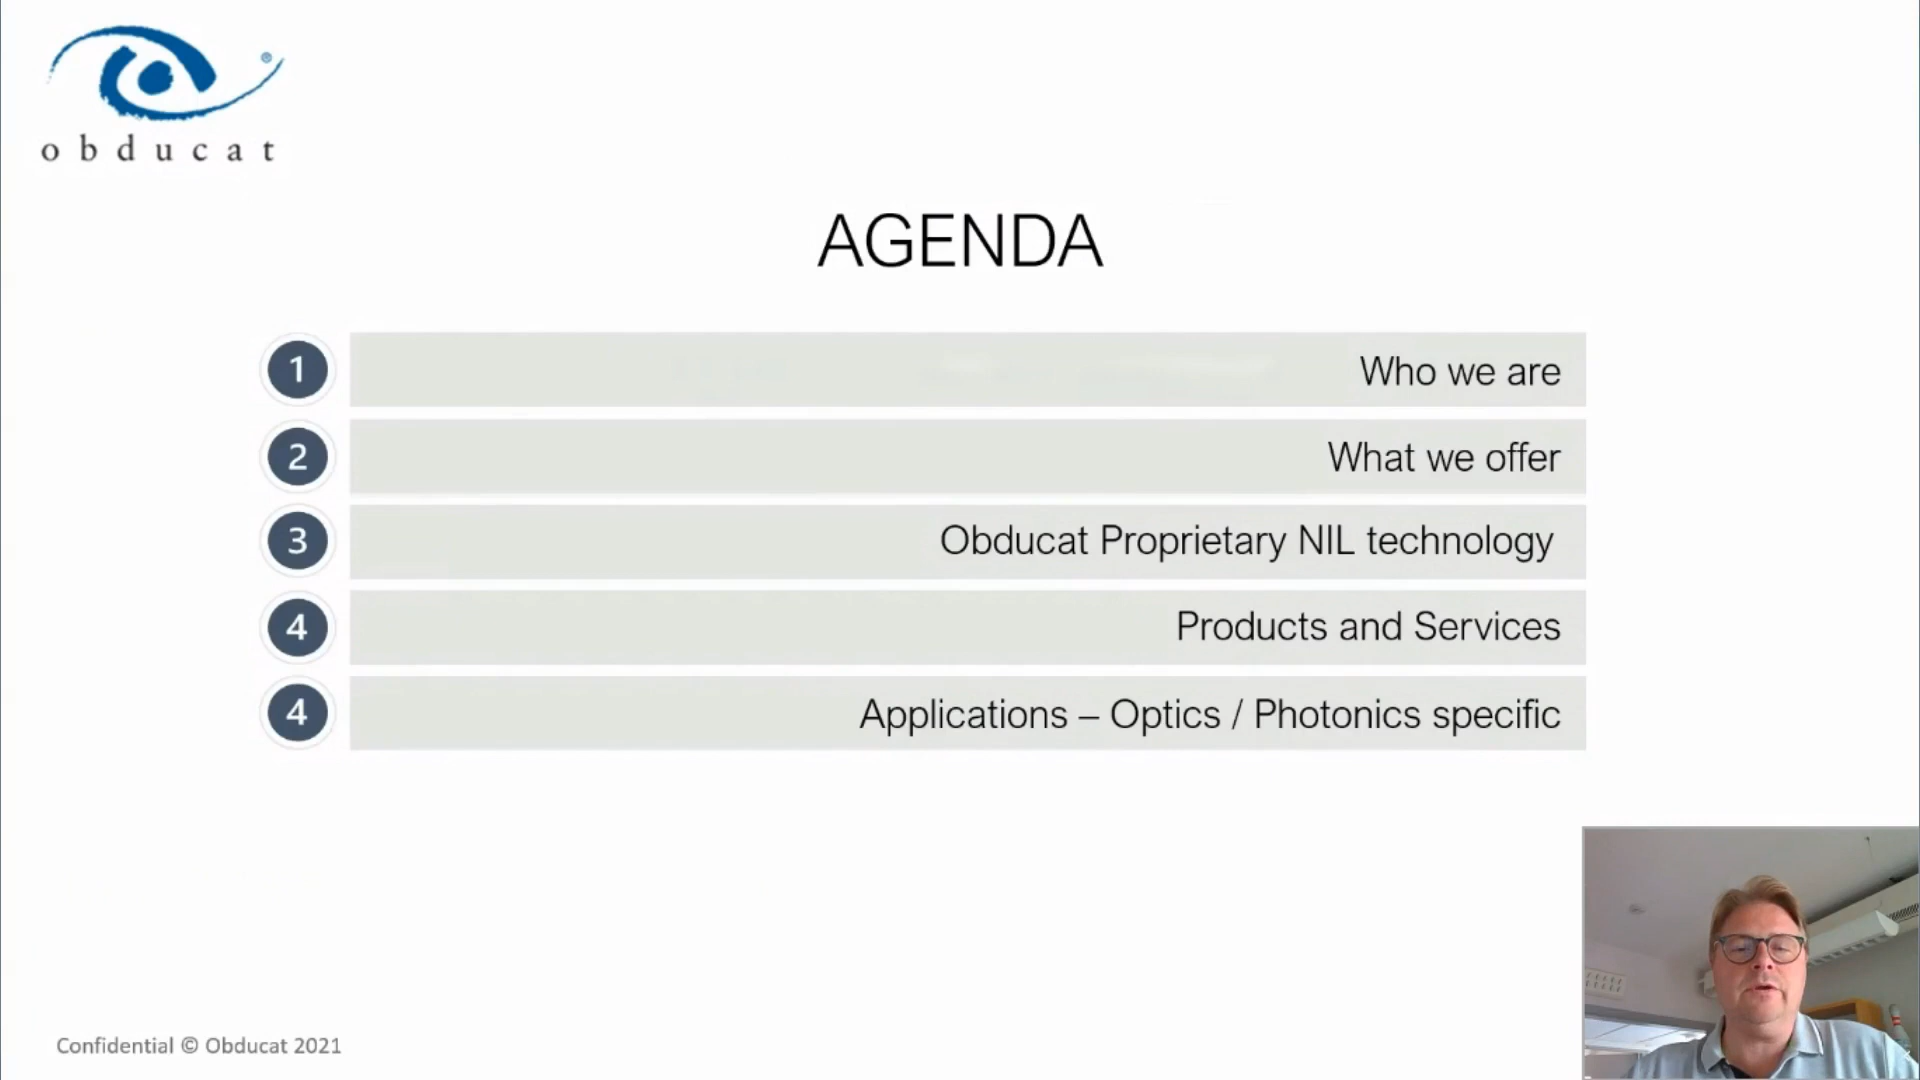 ®
obducat
AGENDA
1 Who we are
2 What we offer
3 Obducat Proprietary NIL technology
4 Products and Services
4 Applications – Optics / Photonics specific
Confidential © Obducat 2021